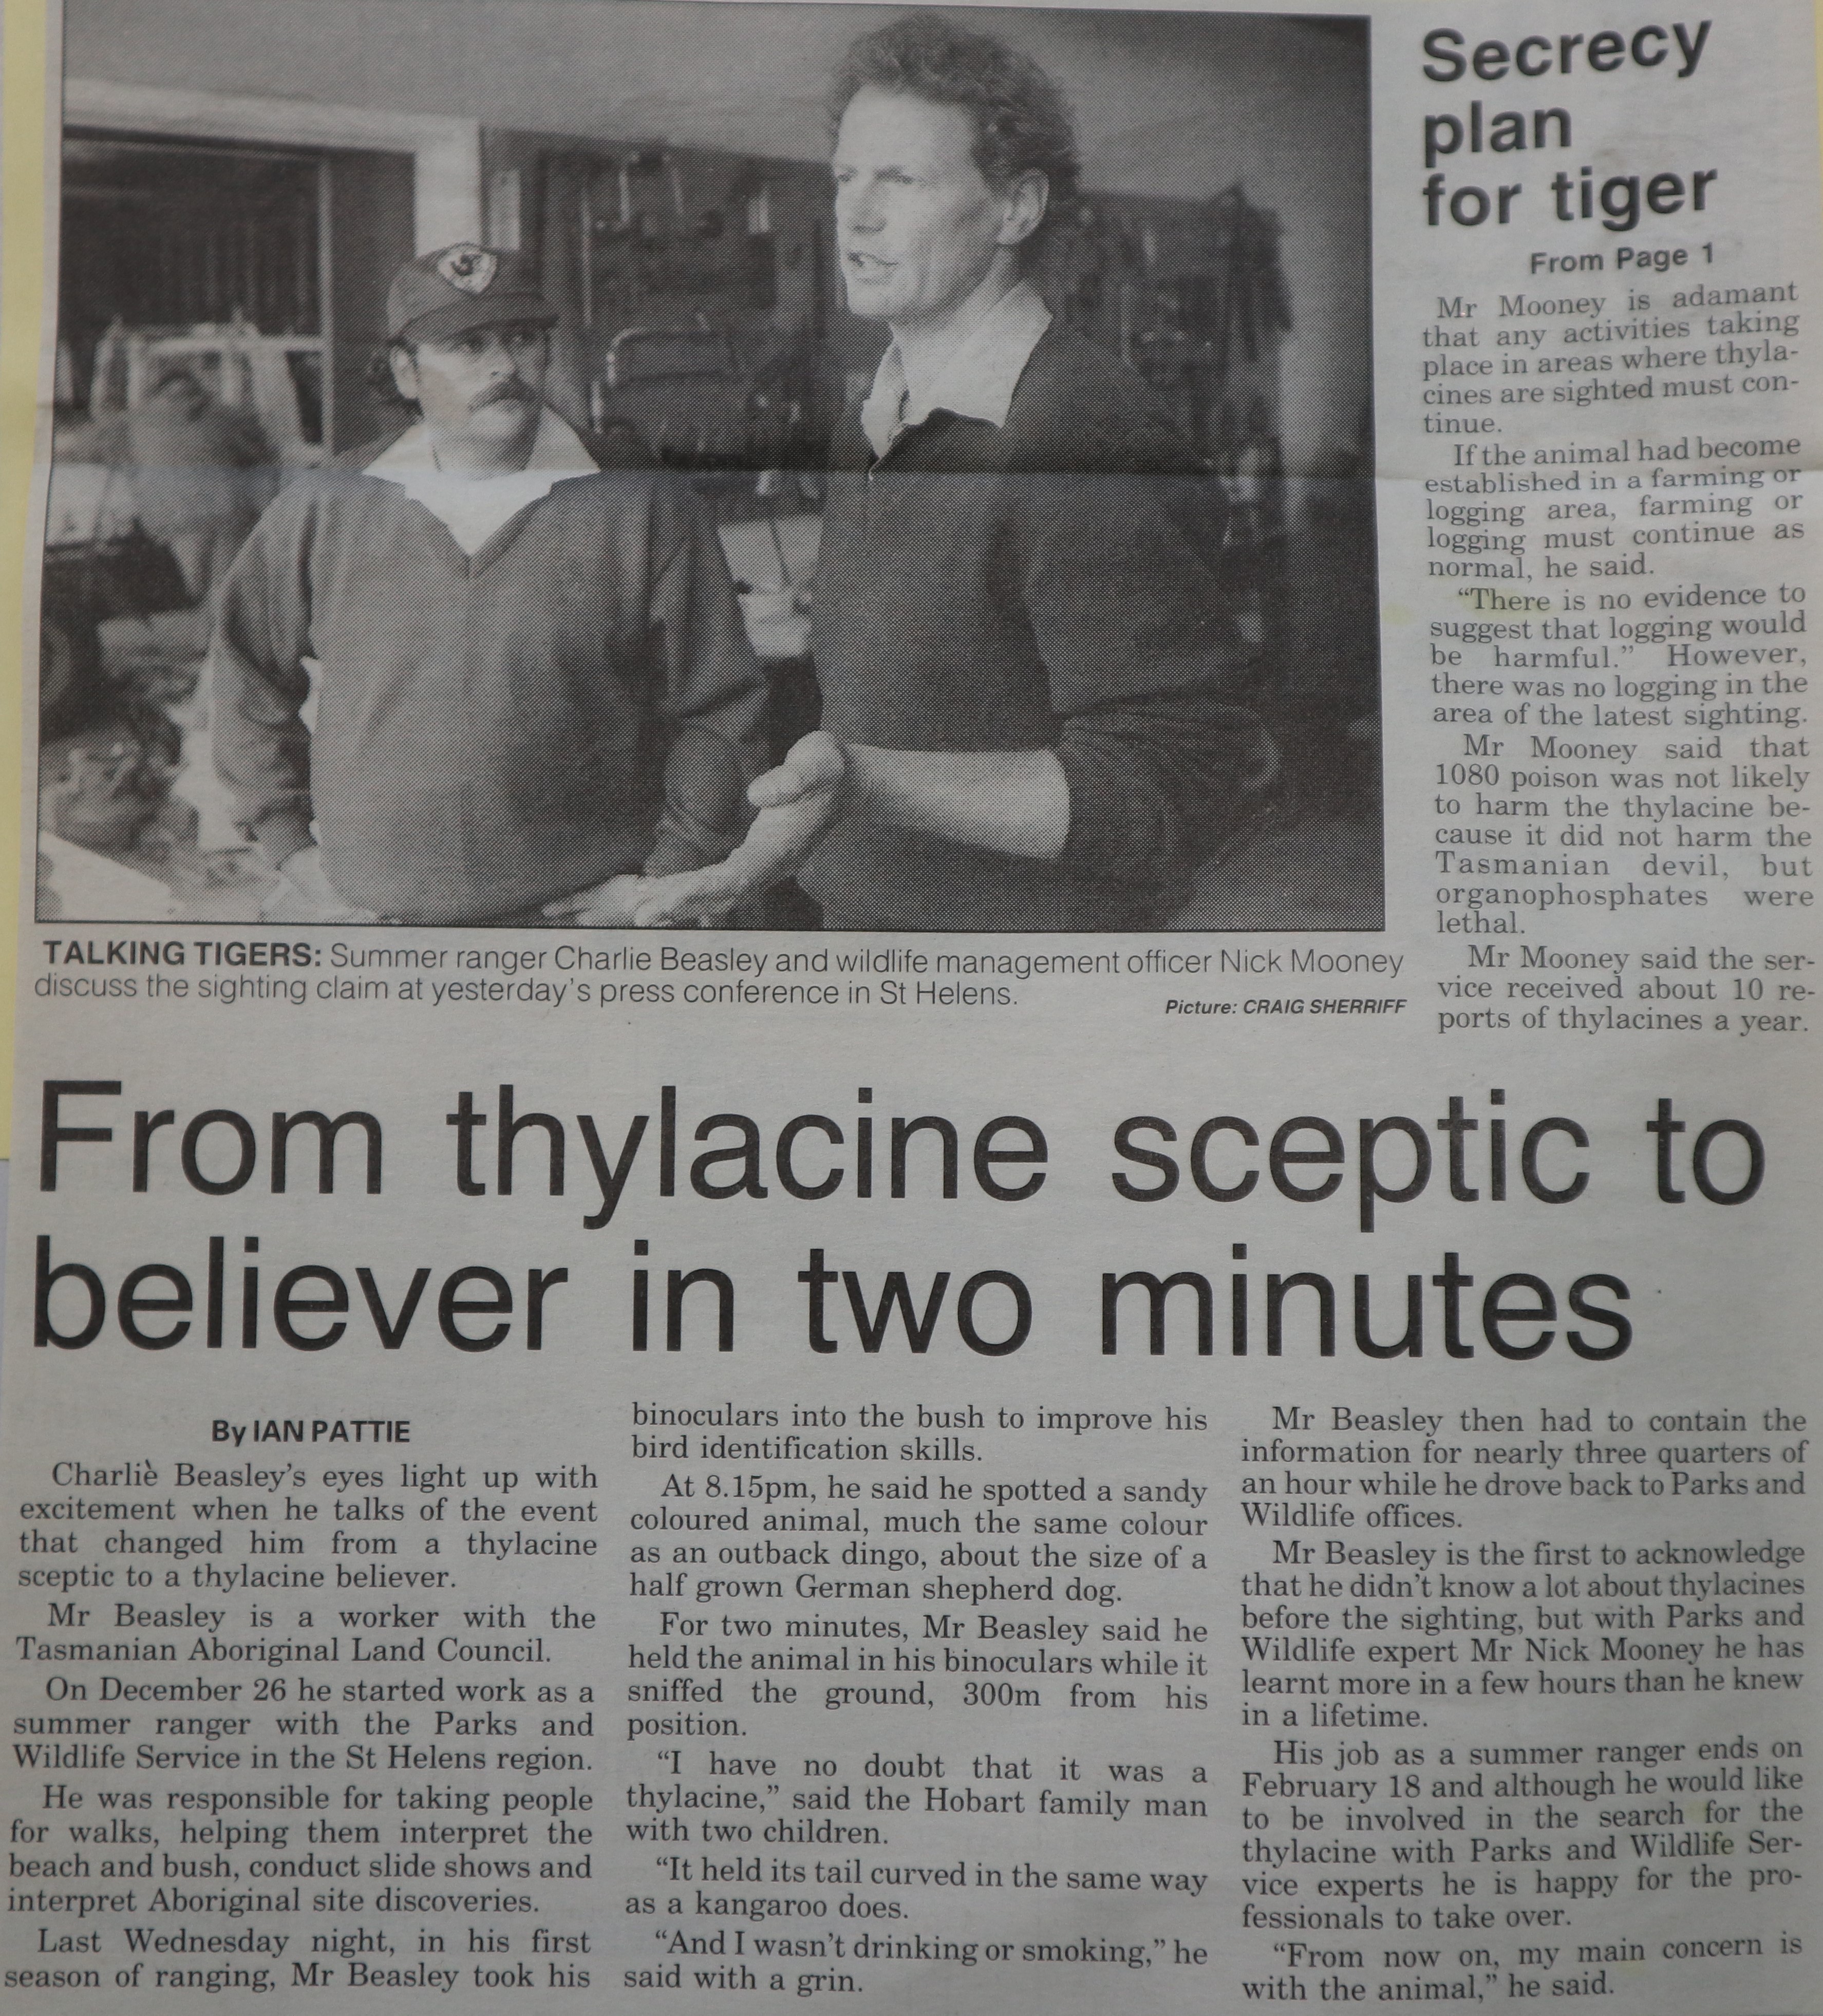 Secrecy
plan
for tiger
From Page 1
Mr Mooney is adamant
that any activities taking
place in areas where thyla-
cines are sighted must con-
tinue.
If the animal had become
established in a farming or
logging area, farming or
logging must continue as
normal, he said.
“There is no evidence to
suggest that logging would
be harmful.” However,
there was no logging in the
area of the latest sighting.
Mr Mooney said that
1080 poison was not likely
to harm the thylacine be-
cause it did not harm the
Tasmanian devil, but
organophosphates were
lethal.
Mr Mooney said the ser-
vice received about 10 re-
ports of thylacines a year.
TALKING TIGERS: Summer ranger Charlie Beasley and wildlife management officer Nick Mooney
discuss the sighting claim at yesterday’s press conference in St Helens.
Picture: CRAIG SHERRIFF
From thylacine sceptic to
believer in two minutes
By IAN PATTIE
Charliè Beasley’s eyes light up with
excitement when he talks of the event
that changed him from a thylacine
sceptic to a thylacine believer.
Mr Beasley is a worker with the
Tasmanian Aboriginal Land Council.
On December 26 he started work as a
summer ranger with the Parks and
Wildlife Service in the St Helens region.
He was responsible for taking people
for walks, helping them interpret the
beach and bush, conduct slide shows and
interpret Aboriginal site discoveries.
Last Wednesday night, in his first
season of ranging, Mr Beasley took his
binoculars into the bush to improve his
bird identification skills.
At 8.15pm, he said he spotted a sandy
coloured animal, much the same colour
as an outback dingo, about the size of a
half grown German shepherd dog.
For two minutes, Mr Beasley said he
held the animal in his binoculars while it
sniffed the ground, 300m from his
position.
“I have no doubt that it was a
thylacine,” said the Hobart family man
with two children.
“It held its tail curved in the same way
as a kangaroo does.
“And I wasn’t drinking or smoking,” he
said with a grin.
Mr Beasley then had to contain the
information for nearly three quarters of
an hour while he drove back to Parks and
Wildlife offices.
Mr Beasley is the first to acknowledge
that he didn’t know a lot about thylacines
before the sighting, but with Parks and
Wildlife expert Mr Nick Mooney he has
learnt more in a few hours than he knew
in a lifetime.
His job as a summer ranger ends on
February 18 and although he would like
to be involved in the search for the
thylacine with Parks and Wildlife Ser-
vice experts he is happy for the pro-
fessionals to take over.
“From now on, my main concern is
with the animal,” he said.